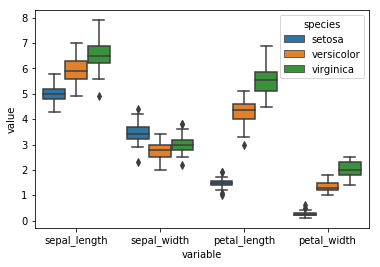 species
setosa
versicolor
virginica
8
7
6
5
4
3
2
1
0
value
sepal_length sepal_width petal_length petal_width
variable